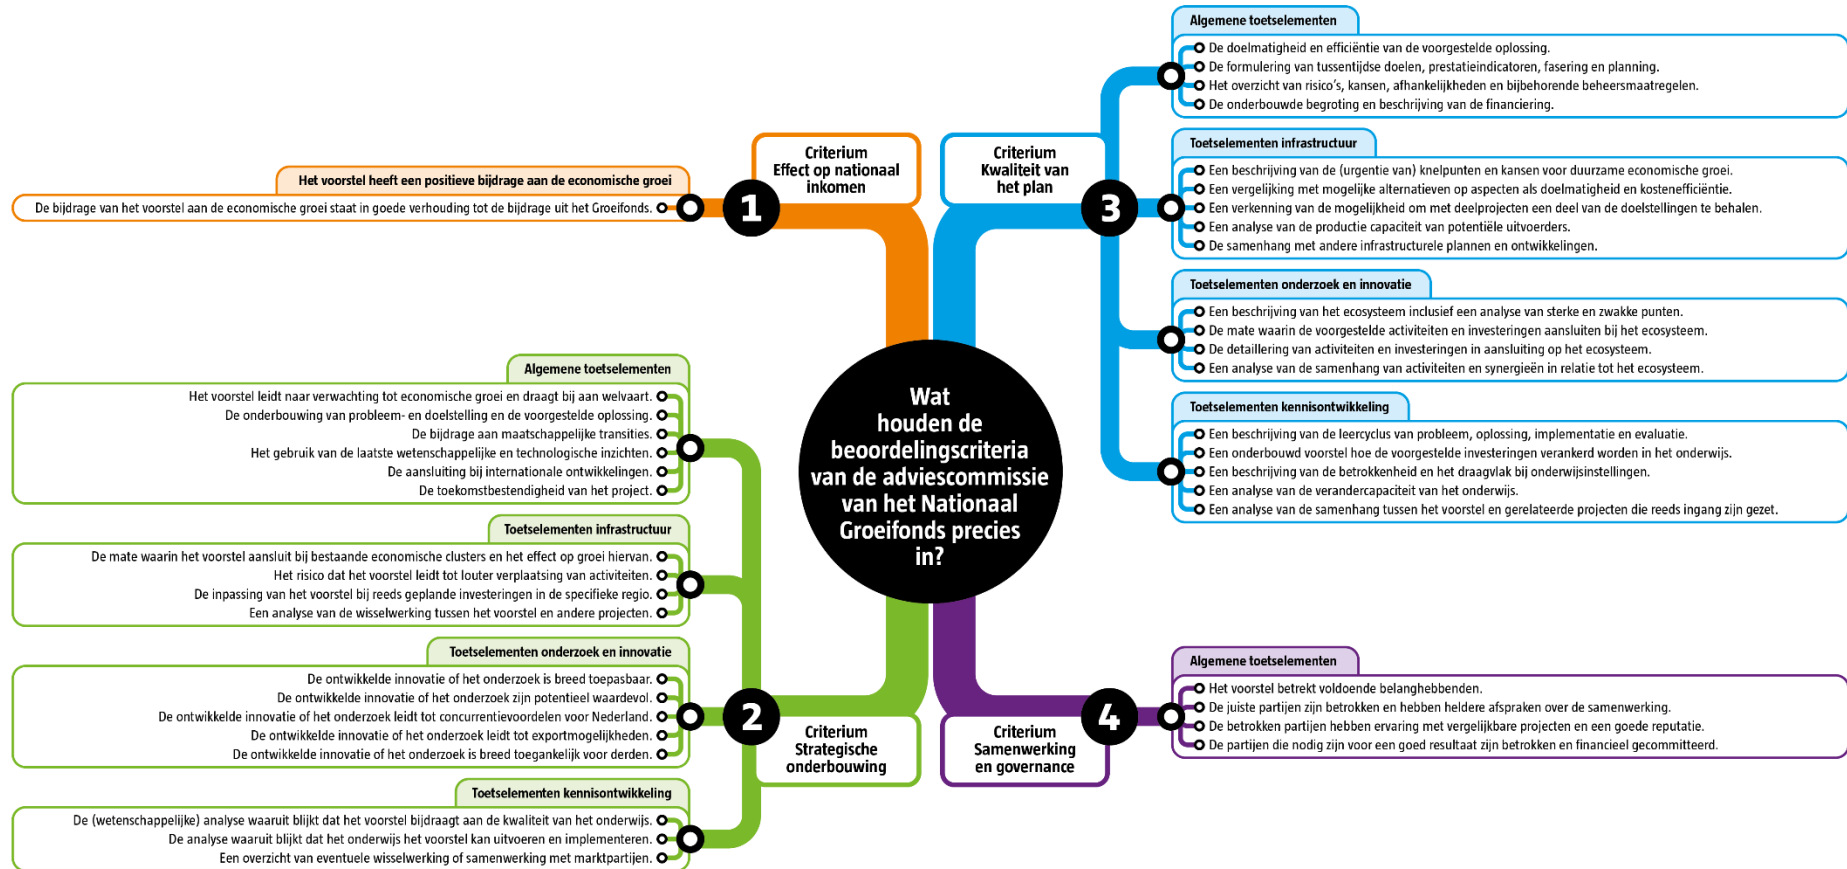 Wat
houden de
beoordelingscriteria
van de adviescommissie
van het Nationaal
Groeifonds precies
in?
1
Criterium
Effect op nationaal
inkomen
Het voorstel heeft een positieve bijdrage aan de economische groei
De bijdrage van het voorstel aan de economische groei staat in goede verhouding tot de bijdrage uit het Groeifonds.
2
Criterium
Strategische
onderbouwing
Algemene toetselementen
Het voorstel leidt naar verwachting tot economische groei en draagt bij aan welvaart.
De onderbouwing van probleem- en doelstelling en de voorgestelde oplossing.
De bijdrage aan maatschappelijke transities.
Het gebruik van de laatste wetenschappelijke en technologische inzichten.
De aansluiting bij internationale ontwikkelingen.
De toekomstbestendigheid van het project.
Toetselementen infrastructuur
De mate waarin het voorstel aansluit bij bestaande economische clusters en het effect op groei hiervan.
Het risico dat het voorstel leidt tot louter verplaatsing van activiteiten.
De inpassing van het voorstel bij reeds geplande investeringen in de specifieke regio.
Een analyse van de wisselwerking tussen het voorstel en andere projecten.
Toetselementen onderzoek en innovatie
De ontwikkelde innovatie of het onderzoek is breed toepasbaar.
De ontwikkelde innovatie of het onderzoek zijn potentieel waardevol.
De ontwikkelde innovatie of het onderzoek leidt tot concurrentievoordelen voor Nederland.
De ontwikkelde innovatie of het onderzoek leidt tot exportmogelijkheden.
De ontwikkelde innovatie of het onderzoek is breed toegankelijk voor derden.
Toetselementen kennisontwikkeling
De (wetenschappelijke) analyse waaruit blijkt dat het voorstel bijdraagt aan de kwaliteit van het onderwijs.
De analyse waaruit blijkt dat het onderwijs het voorstel kan uitvoeren en implementeren.
Een overzicht van eventuele wisselwerking of samenwerking met marktpartijen.
3
Criterium
Kwaliteit van
het plan
Algemene toetselementen
De doelmatigheid en efficiëntie van de voorgestelde oplossing.
De formulering van tussentijdse doelen, prestatieindicatoren, fasering en planning.
Het overzicht van risico's, kansen, afhankelijkheden en bijbehorende beheersmaatregelen.
De onderbouwde begroting en beschrijving van de financiering.
Toetselementen infrastructuur
Een beschrijving van de (urgentie van) knelpunten en kansen voor duurzame economische groei.
Een vergelijking met mogelijke alternatieven op aspecten als doelmatigheid en kostenefficiëntie.
Een verkenning van de mogelijkheid om met deelprojecten een deel van de doelstellingen te behalen.
Een analyse van de productie capaciteit van potentiële uitvoerders.
De samenhang met andere infrastructurele plannen en ontwikkelingen.
Toetselementen onderzoek en innovatie
Een beschrijving van het ecosysteem inclusief een analyse van sterke en zwakke punten.
De mate waarin de voorgestelde activiteiten en investeringen aansluiten bij het ecosysteem.
De detaillering van activiteiten en investeringen in aansluiting op het ecosysteem.
Een analyse van de samenhang van activiteiten en synergieën in relatie tot het ecosysteem.
Toetselementen kennisontwikkeling
Een beschrijving van de leercyclus van probleem, oplossing, implementatie en evaluatie.
Een onderbouwd voorstel hoe de voorgestelde investeringen verankerd worden in het onderwijs.
Een beschrijving van de betrokkenheid en het draagvlak bij onderwijsinstellingen.
Een analyse van de verandercapaciteit van het onderwijs.
Een analyse van de samenhang tussen het voorstel en gerelateerde projecten die reeds ingang zijn gezet.
4
Criterium
Samenwerking
en governance
Algemene toetselementen
Het voorstel betrekt voldoende belanghebbenden.
De juiste partijen zijn betrokken en hebben heldere afspraken over de samenwerking.
De betrokken partijen hebben ervaring met vergelijkbare projecten en een goede reputatie.
De partijen die nodig zijn voor een goed resultaat zijn betrokken en financieel gecommitteerd.